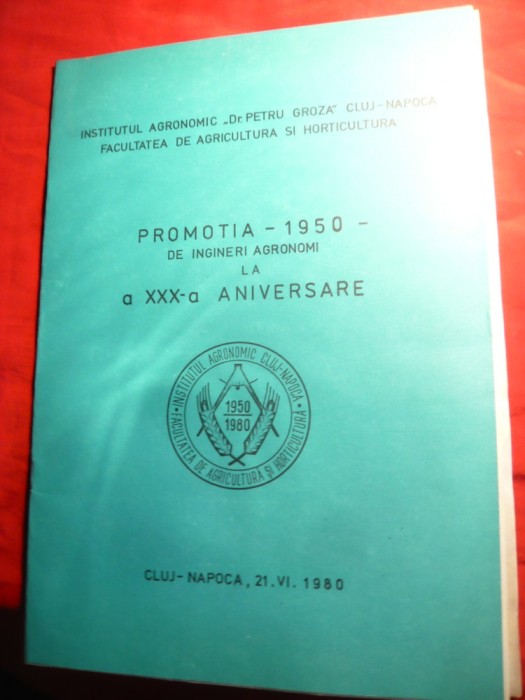 INSTITUTUL AGRONOMIC „Dr. PETRU GROZA" CLUJ-NAPOCA
FACULTATEA DE AGRICULTURA SI HORTICULTURA
PROMOTIA - 1950 -
DE INGINERI AGRONOMI
LA
a XXX-a ANIVERSARE
INSTITUTUL AGRONOMIC CLUJ-NAPOCA
1950
1980
• FACULTATEA DE AGRICULTURA ȘI HORTICULTURA •
CLUJ-NAPOCA, 21.VI.1980